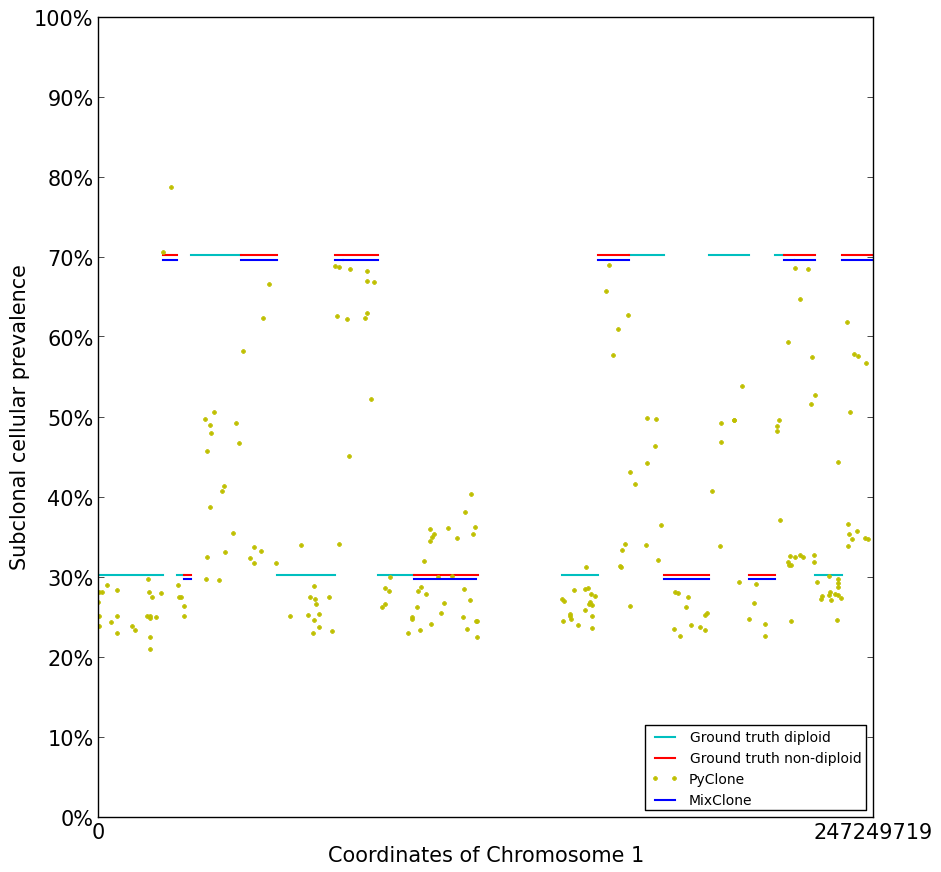 100%
90%
80%
70%
60%
50%
40%
30%
20%
10%
0%
Subclonal cellular prevalence
0
247249719
Coordinates of Chromosome 1
Ground truth diploid
Ground truth non-diploid
PyClone
MixClone